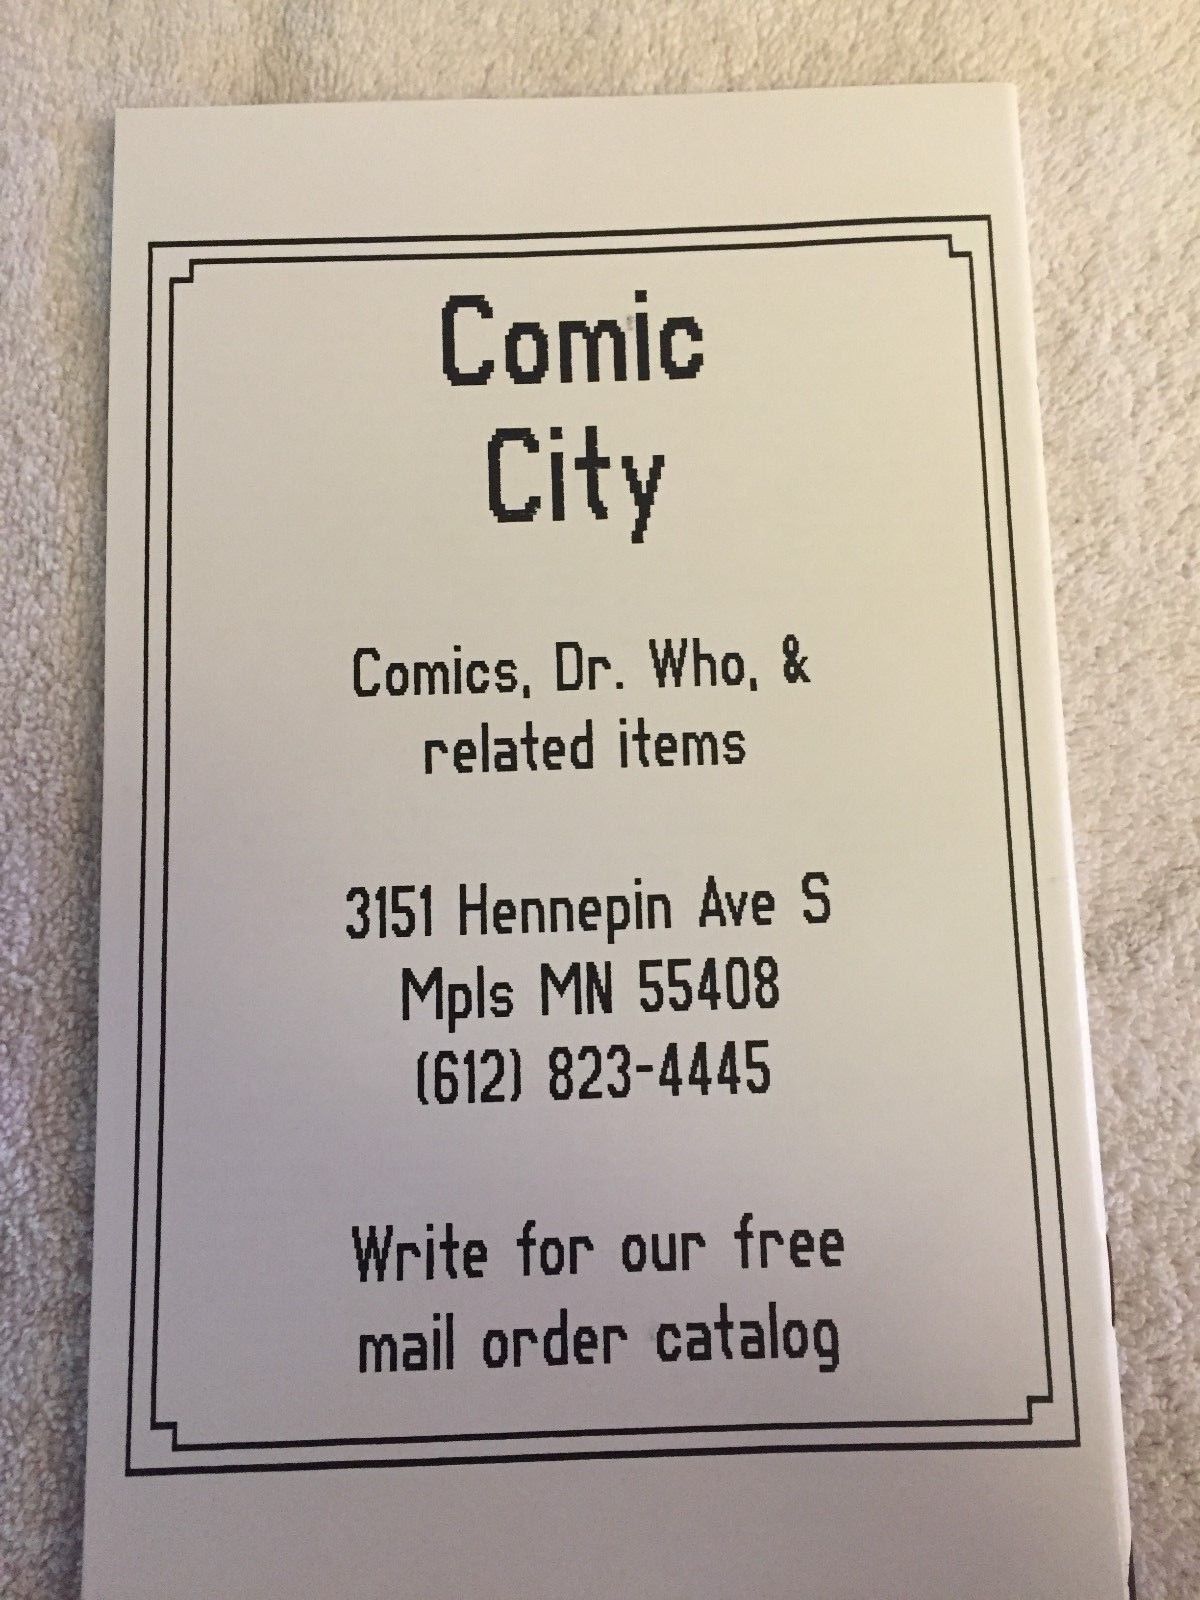 Comic
City
Comics, Dr. Who, &
related items
3151 Hennepin Ave S
Mpls MN 55408
(612) 823-4445
Write for our free
mail order catalog